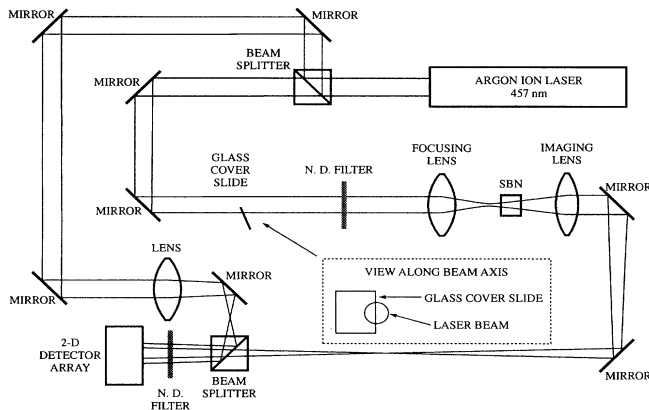 MIRROR
MIRROR
BEAM
SPLITTER
MIRROR
ARGON ION LASER
457 nm
GLASS
COVER
SLIDE
N. D. FILTER
FOCUSING
LENS
IMAGING
LENS
SBN
MIRROR
MIRROR
LENS
MIRROR
VIEW ALONG BEAM AXIS
GLASS COVER SLIDE
LASER BEAM
MIRROR
2-D
DETECTOR
ARRAY
N. D.
FILTER
BEAM
SPLITTER
MIRROR